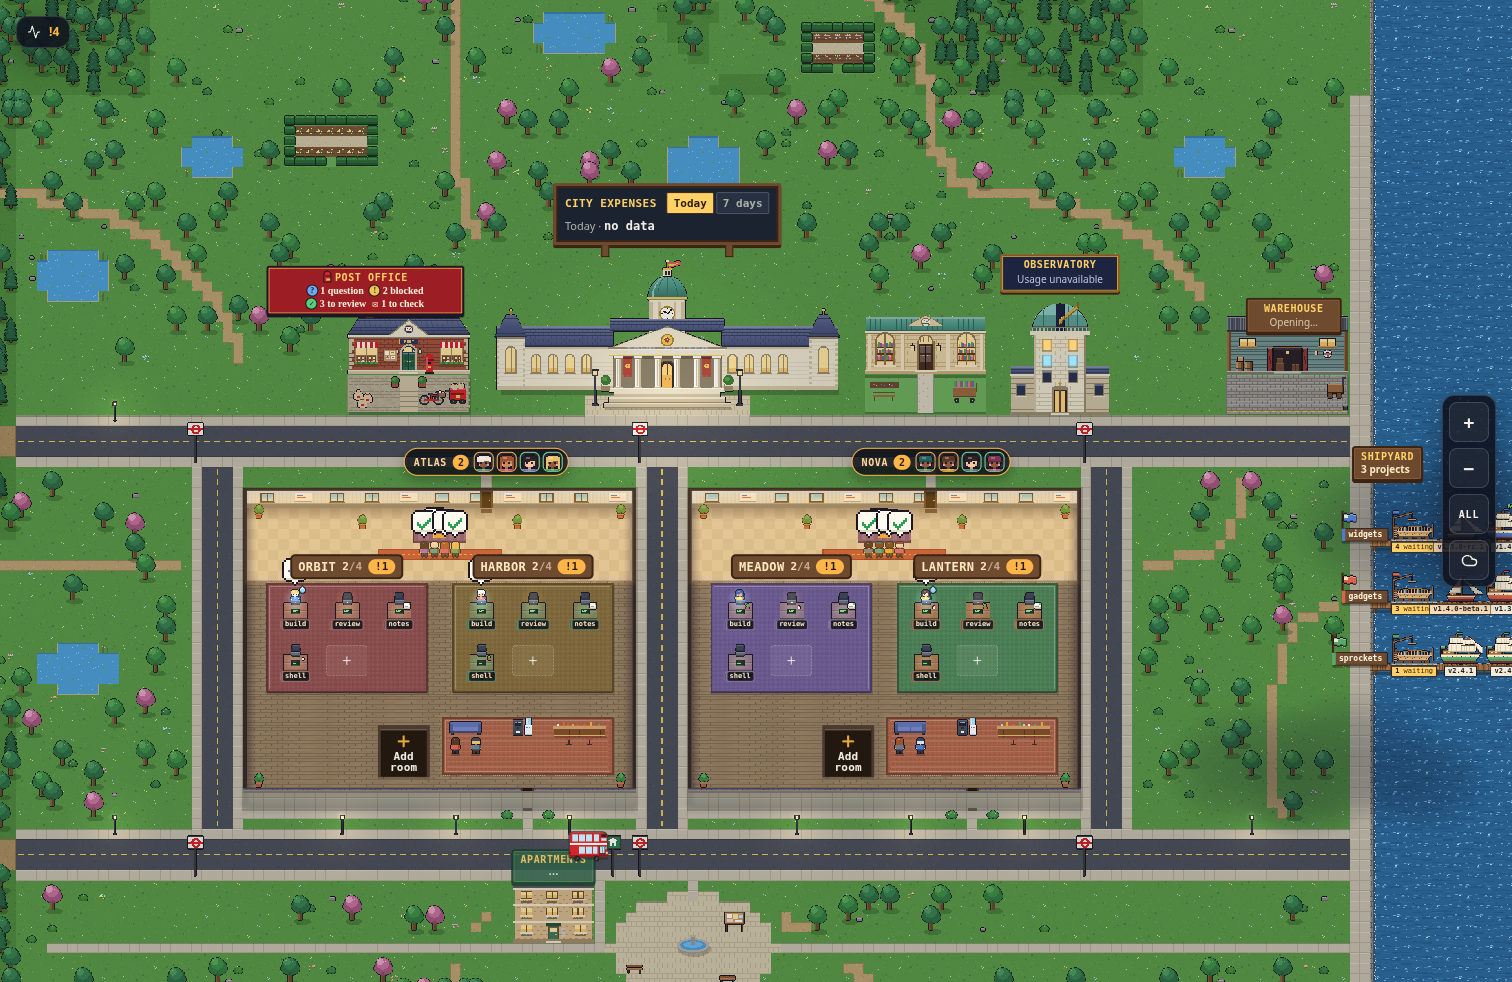 !4
CITY EXPENSES Today 7 days
Today · no data
POST OFFICE
? 1 question ! 2 blocked
✓ 3 to review ✉ 1 to check
OBSERVATORY
Usage unavailable
WAREHOUSE
Opening...
ATLAS 2
NOVA 2
SHIPYARD
3 projects
+
−
ALL
widgets
4 waiting
gadgets
v1.4.0-beta.1
sprockets
1 waiting
v2.4.1
ORBIT 2/4 !1
HARBOR 2/4 !1
MEADOW 2/4 !1
LANTERN 2/4 !1
build review notes
build review notes
build review notes
build review notes
shell +
shell +
shell +
shell +
+
Add
room
+
Add
room
APARTMENTS
...